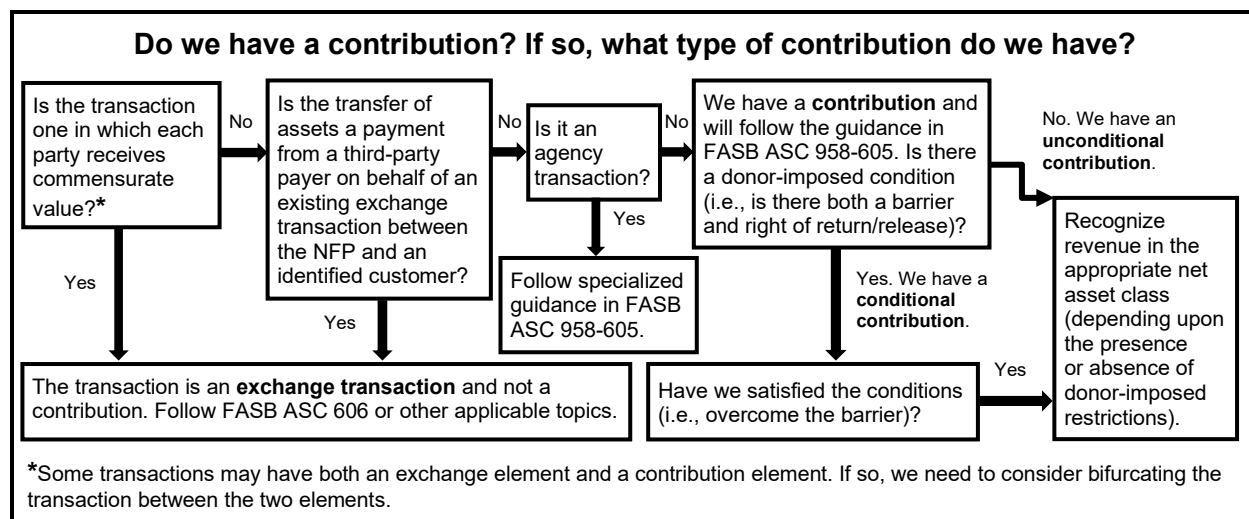 Do we have a contribution? If so, what type of contribution do we have?
Is the transaction
one in which each
party receives
commensurate
value?*
No
Is the transfer of
assets a payment
from a third-party
payer on behalf of an
existing exchange
transaction between
the NFP and an
identified customer?
No
Is it an
agency
transaction?
No
We have a contribution and
will follow the guidance in
FASB ASC 958-605. Is there
a donor-imposed condition
(i.e., is there both a barrier
and right of return/release)?
No. We have an
unconditional
contribution.
Yes
Yes
Yes
Follow specialized
guidance in FASB
ASC 958-605.
Yes. We have a
conditional
contribution.
Recognize
revenue in the
appropriate net
asset class
(depending upon
the presence
or absence of
donor-imposed
restrictions).
The transaction is an exchange transaction and not a
contribution. Follow FASB ASC 606 or other applicable topics.
Have we satisfied the conditions
(i.e., overcome the barrier)?
Yes
*Some transactions may have both an exchange element and a contribution element. If so, we need to consider bifurcating the
transaction between the two elements.